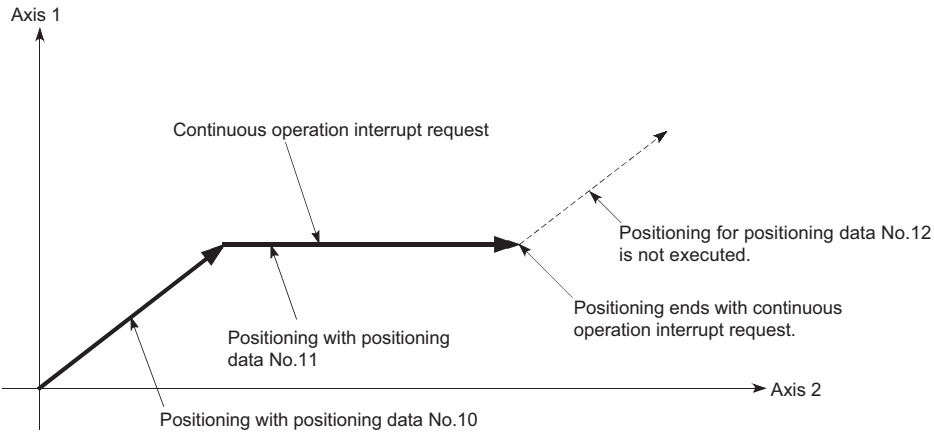 Axis 1
Continuous operation interrupt request
Positioning for positioning data No.12
is not executed.
Positioning ends with continuous
operation interrupt request.
Positioning with positioning
data No.11
Axis 2
Positioning with positioning data No.10